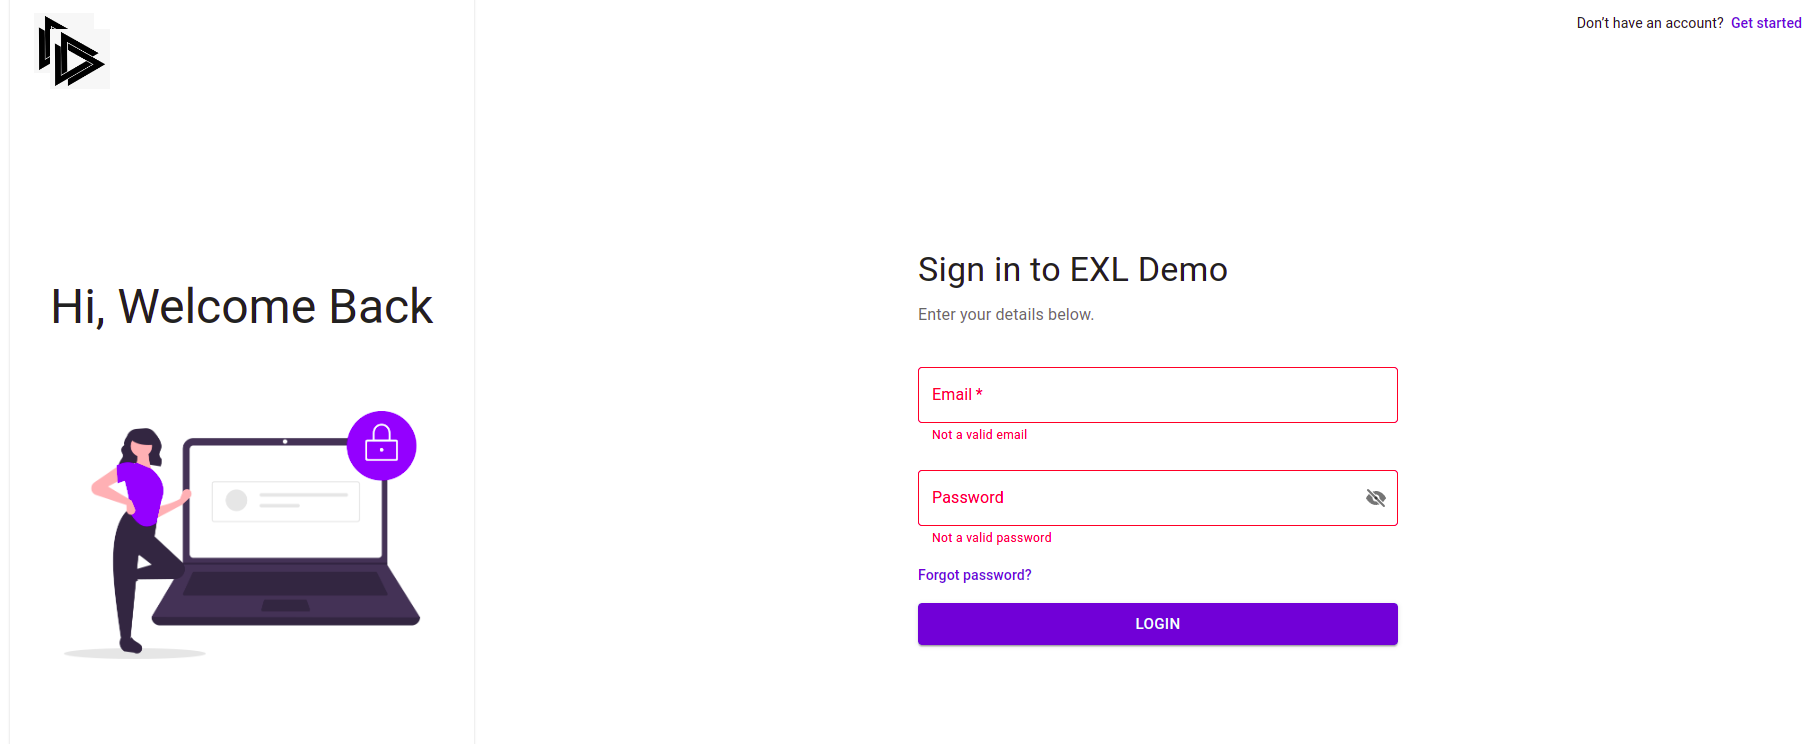 Don't have an account? Get started
Hi, Welcome Back
Sign in to EXL Demo
Enter your details below.
Email *
Not a valid email
Password
Not a valid password
Forgot password?
LOGIN